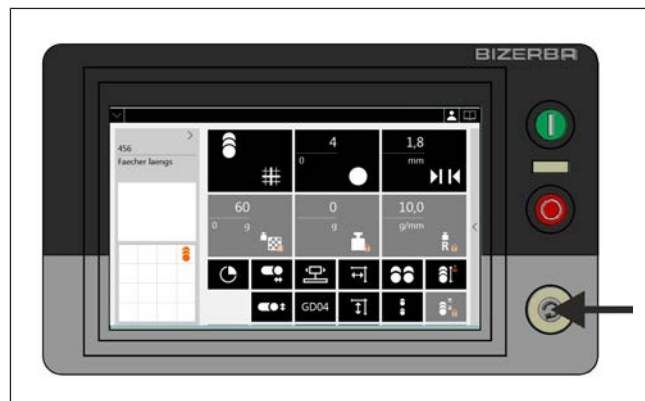 BIZERBA
456
Faecher laengs
4
0
1,8
mm
60
0 g
0
g
10,0
g/mm
R
GD04